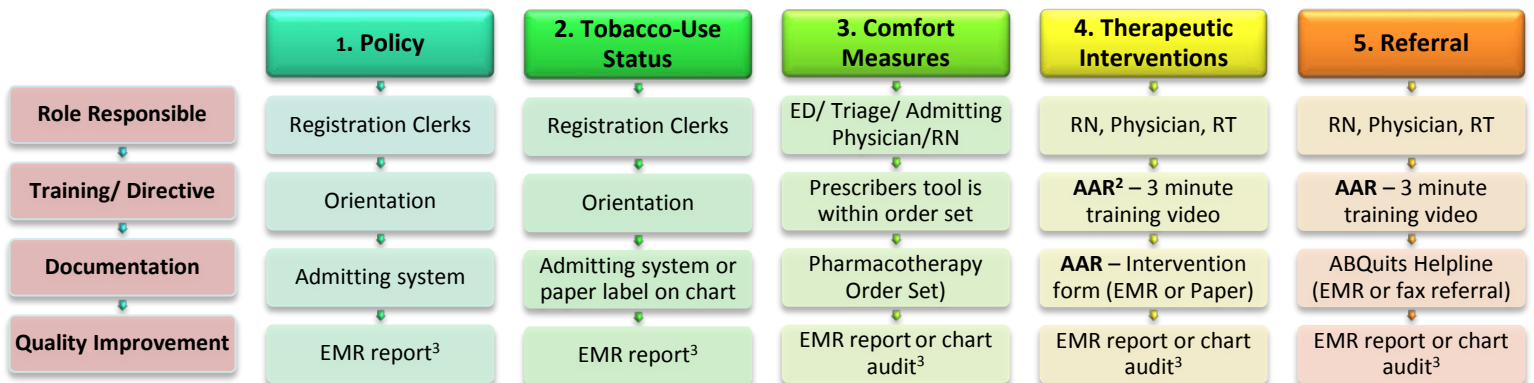 1. Policy
2. Tobacco-Use
Status
3. Comfort
Measures
4. Therapeutic
Interventions
5. Referral
Role Responsible
Registration Clerks
Registration Clerks
ED/ Triage/ Admitting
Physician/RN
RN, Physician, RT
RN, Physician, RT
Training/ Directive
Orientation
Orientation
Prescribers tool is
within order set
AAR² – 3 minute
training video
AAR – 3 minute
training video
Documentation
Admitting system
Admitting system or
paper label on chart
Pharmacotherapy
Order Set)
AAR – Intervention
form (EMR or Paper)
ABQuits Helpline
(EMR or fax referral)
Quality Improvement
EMR report³
EMR report³
EMR report or chart
audit³
EMR report or chart
audit³
EMR report or chart
audit³